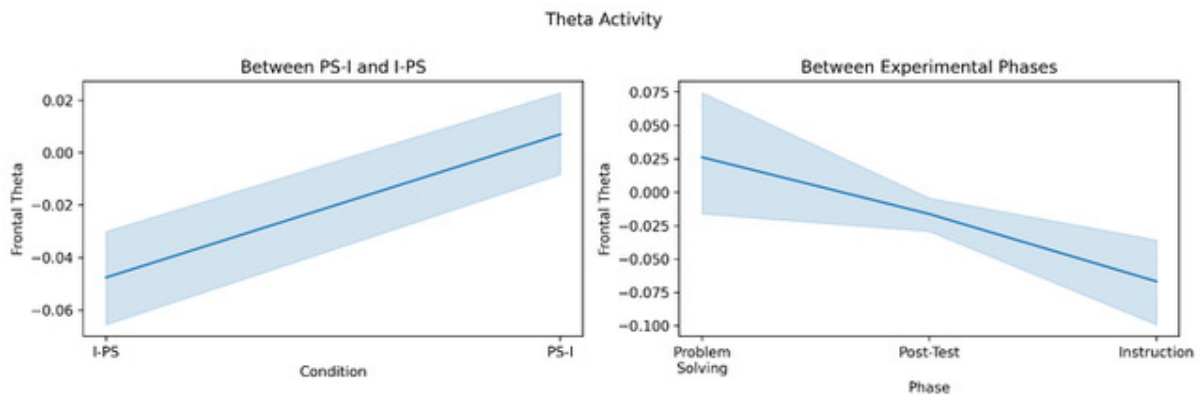 Theta Activity
Between PS-I and I-PS
0.02
0.00
−0.02
−0.04
−0.06
Frontal Theta
I-PS
PS-I
Condition
Between Experimental Phases
0.075
0.050
0.025
0.000
−0.025
−0.050
−0.075
−0.100
Frontal Theta
Problem
Solving
Post-Test
Instruction
Phase